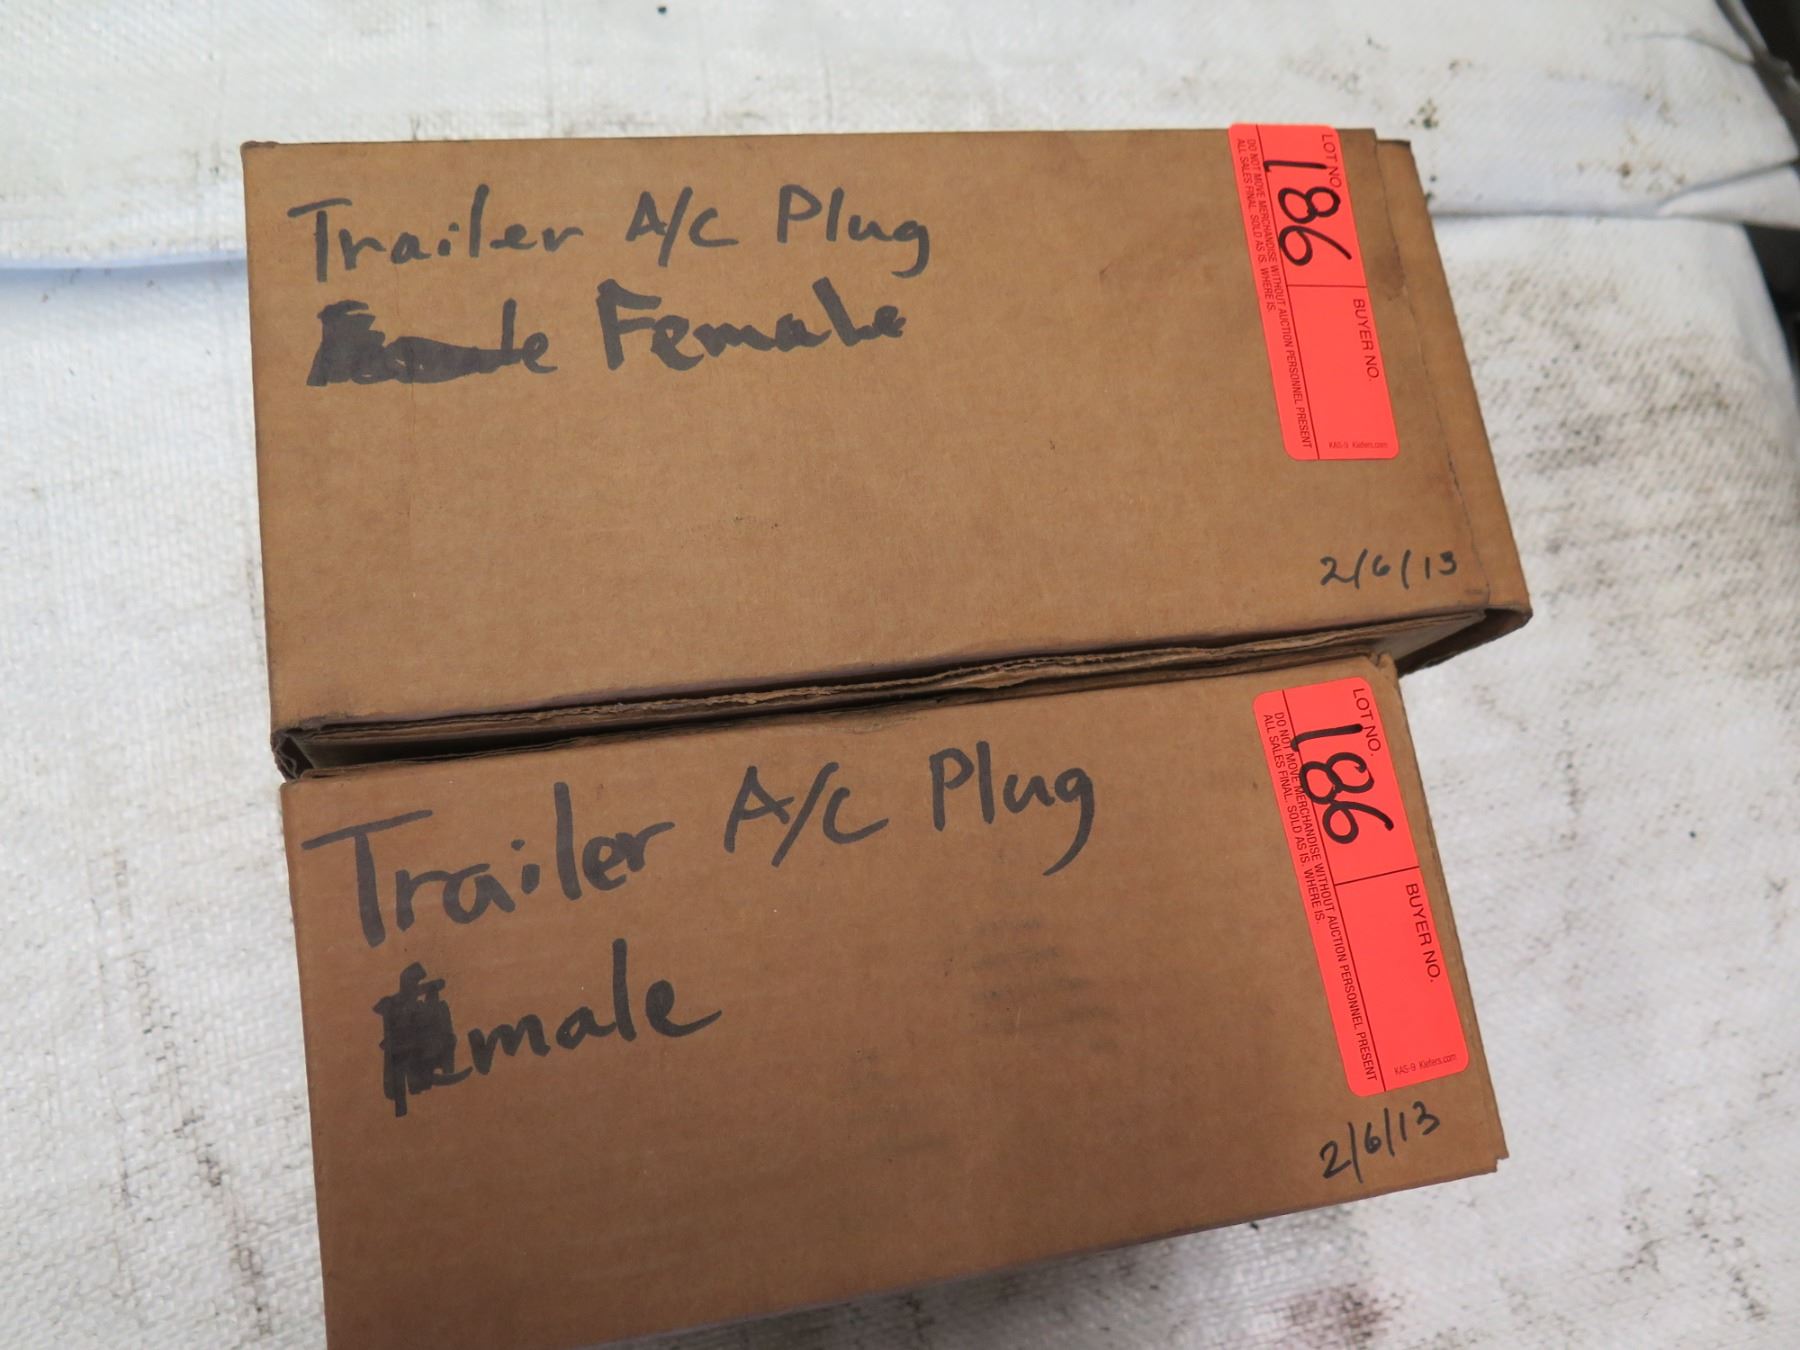 Trailer A/C Plug
Female
LOT NO.
186
BUYER NO.
DO NOT MOVE MERCHANDISE WITHOUT AUCTION PERSONNEL PRESENT
ALL SALES FINAL. SOLD AS IS. WHERE IS.
KAS-9 Kiefers.com
2/6/13
Trailer A/C Plug
male
LOT NO.
186
BUYER NO.
DO NOT MOVE MERCHANDISE WITHOUT AUCTION PERSONNEL PRESENT
ALL SALES FINAL. SOLD AS IS. WHERE IS.
KAS-9 Kiefers.com
2/6/13